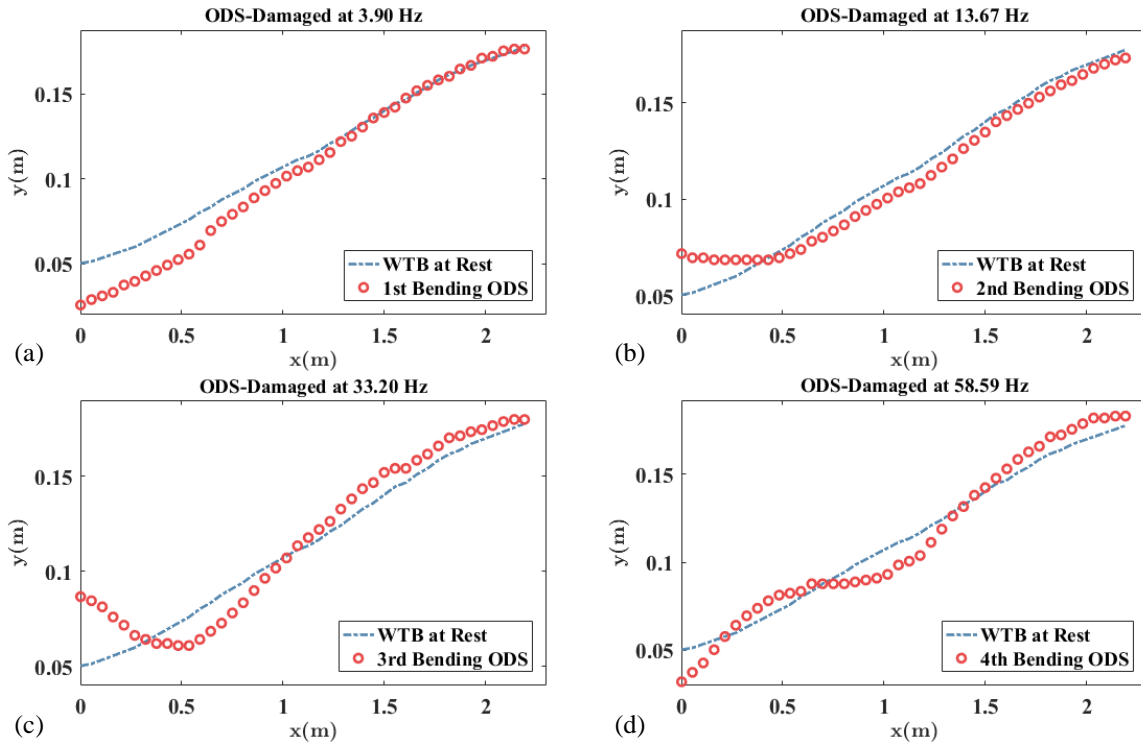 ODS-Damaged at 3.90 Hz
0.15
0.1
0.05
y(m)
WTB at Rest
1st Bending ODS
0 0.5 1 1.5 2
x(m)
(a)
ODS-Damaged at 13.67 Hz
0.15
0.1
0.05
y(m)
WTB at Rest
2nd Bending ODS
0 0.5 1 1.5 2
x(m)
(b)
ODS-Damaged at 33.20 Hz
0.15
0.1
0.05
y(m)
WTB at Rest
3rd Bending ODS
0 0.5 1 1.5 2
x(m)
(c)
ODS-Damaged at 58.59 Hz
0.15
0.1
0.05
y(m)
WTB at Rest
4th Bending ODS
0 0.5 1 1.5 2
x(m)
(d)